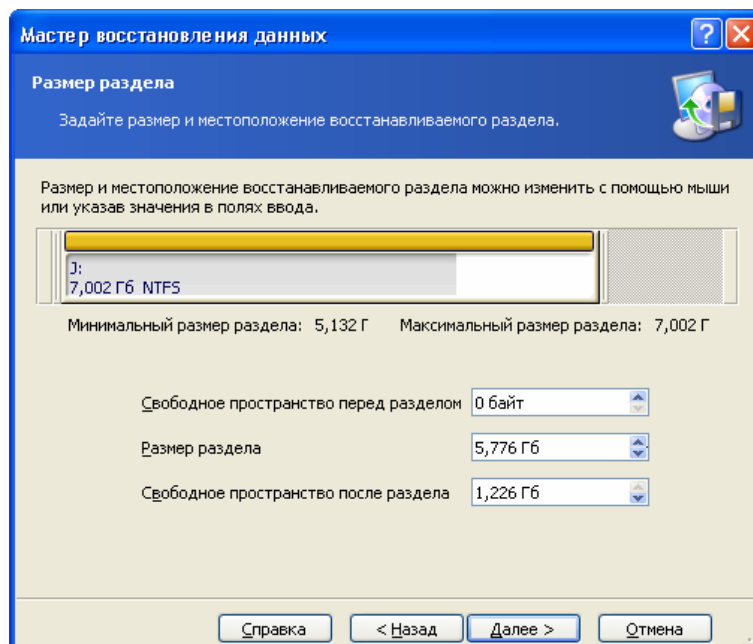 Мастер восстановления данных
Размер раздела
Задайте размер и местоположение восстанавливаемого раздела.
Размер и местоположение восстанавливаемого раздела можно изменить с помощью мыши
или указав значения в полях ввода.
J:
7,002 Гб NTFS
Минимальный размер раздела: 5,132 Г Максимальный размер раздела: 7,002 Г
Свободное пространство перед разделом 0 байт
Размер раздела 5,776 Гб
Свободное пространство после раздела 1,226 Гб
Справка < Назад Далее > Отмена